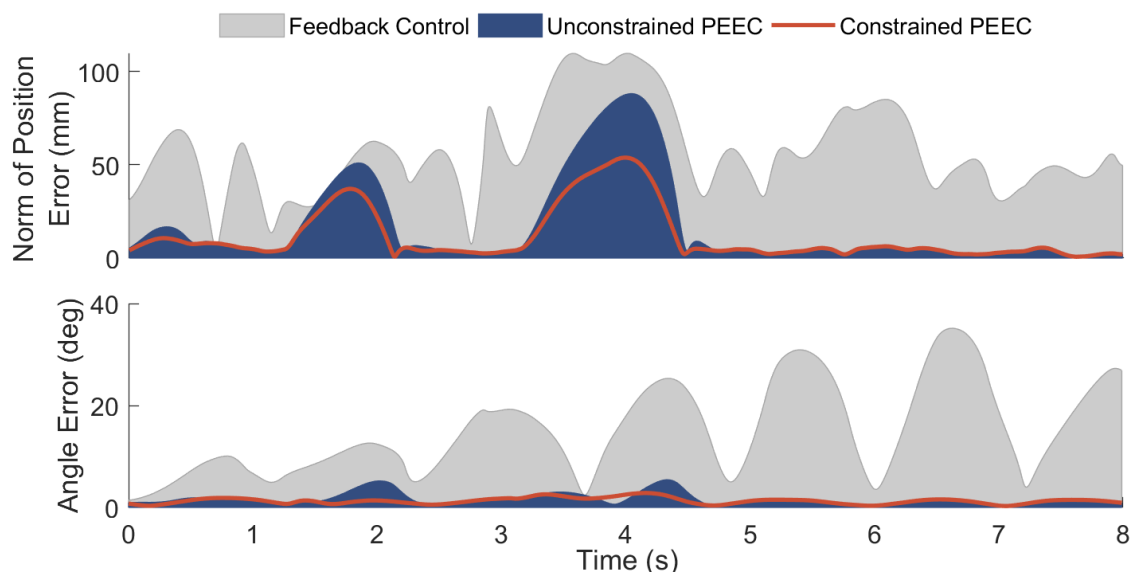 Feedback Control Unconstrained PEEC Constrained PEEC
Norm of Position
Error (mm)
100
50
0
Angle Error (deg)
40
20
0
0 1 2 3 4 5 6 7 8
Time (s)